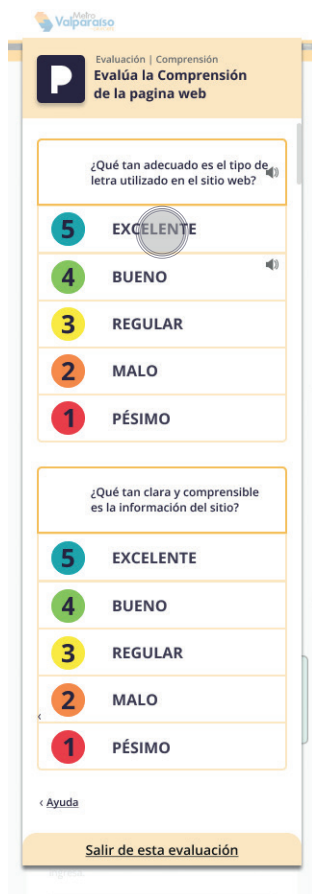 Metro
Valparaíso
P
Evaluación | Comprensión
Evalúa la Comprensión
de la pagina web
¿Qué tan adecuado es el tipo de
letra utilizado en el sitio web?
5 EXCELENTE
4 BUENO
3 REGULAR
2 MALO
1 PÉSIMO
¿Qué tan clara y comprensible
es la información del sitio?
5 EXCELENTE
4 BUENO
3 REGULAR
2 MALO
‹
1 PÉSIMO
‹ Ayuda
Salir de esta evaluación